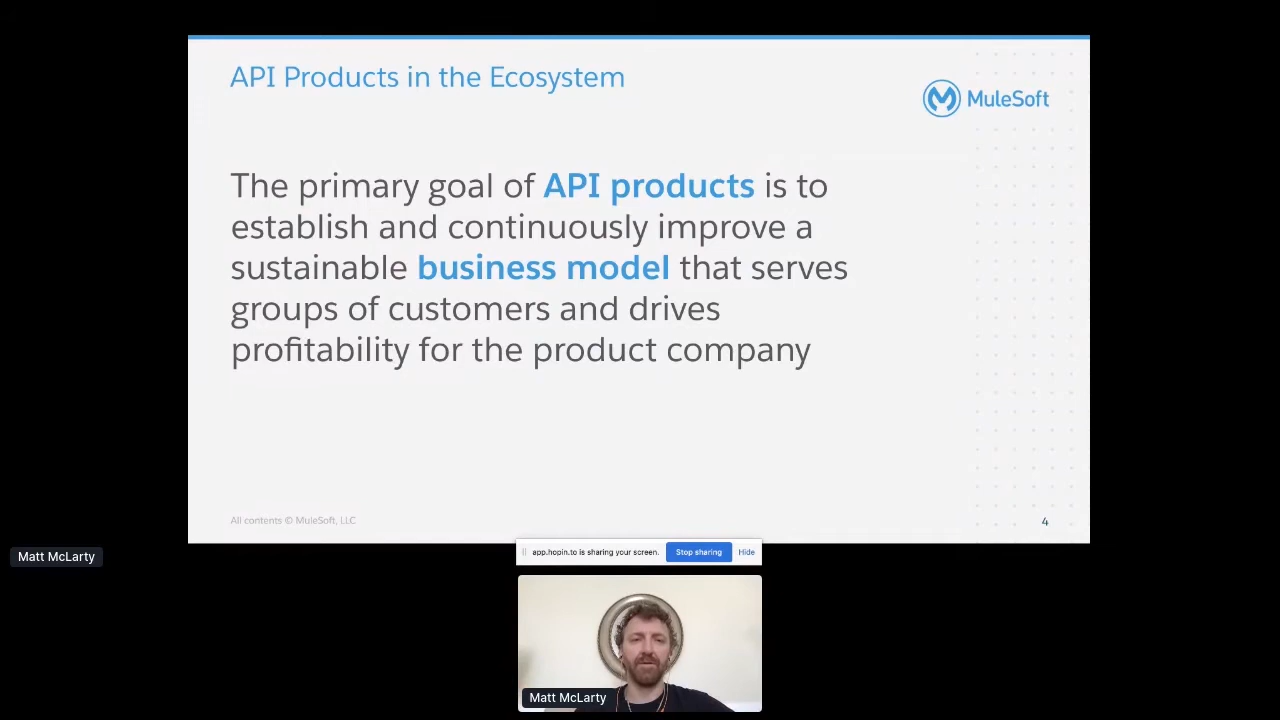 API Products in the Ecosystem
MuleSoft
The primary goal of API products is to
establish and continuously improve a
sustainable business model that serves
groups of customers and drives
profitability for the product company
All contents © MuleSoft, LLC
4
Matt McLarty
app.hopin.to is sharing your screen.
Stop sharing
Hide
Matt McLarty